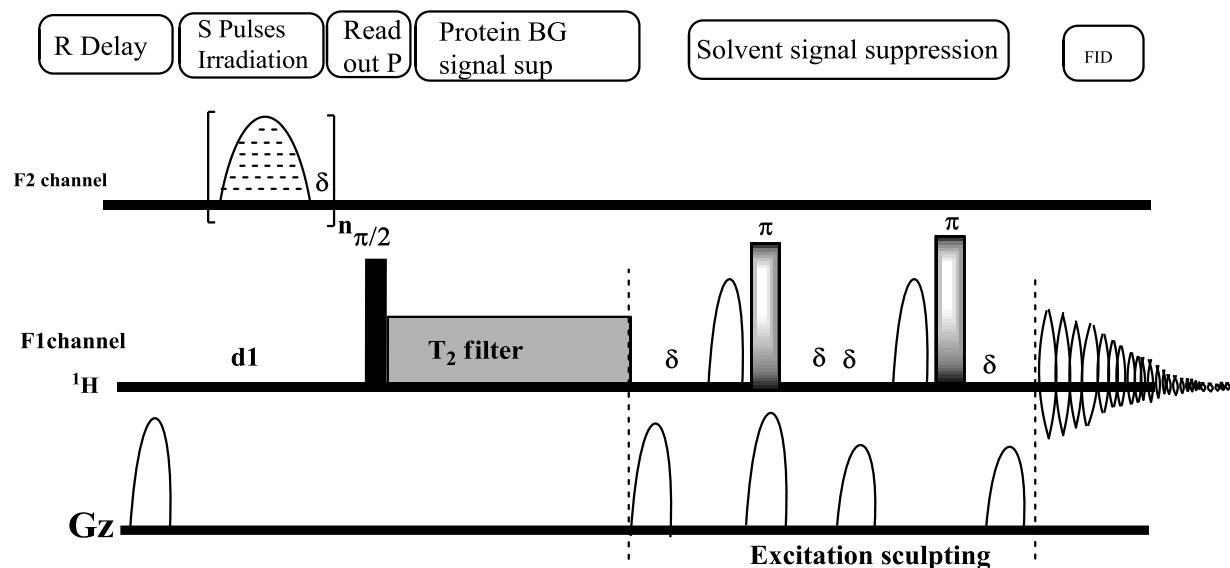 R Delay
S Pulses
Irradiation
Read
out P
Protein BG
signal sup
Solvent signal suppression
FID
F2 channel
δ
n
π/2
π
π
F1channel
d1
T₂ filter
δ
δ δ
δ
¹H
Gz
Excitation sculpting